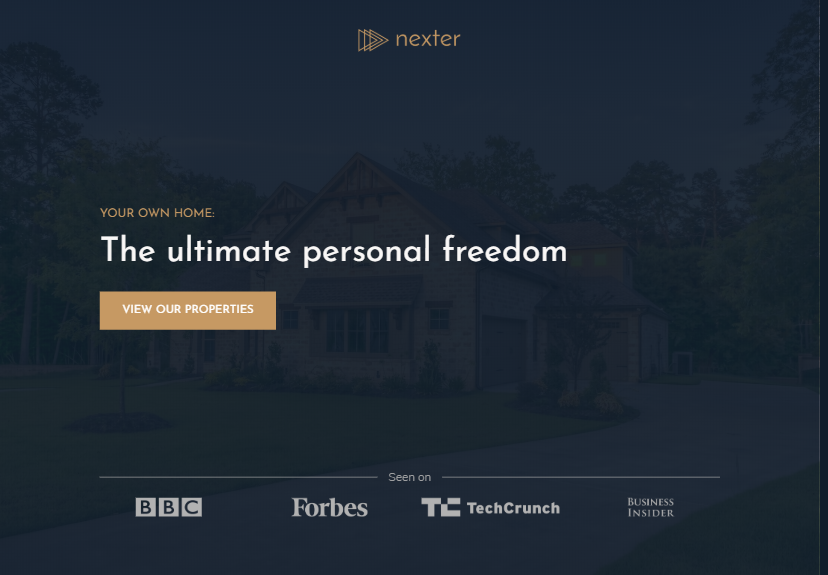 nexter
YOUR OWN HOME:
The ultimate personal freedom
VIEW OUR PROPERTIES
Seen on
BBC
Forbes
TC TechCrunch
BUSINESS
INSIDER